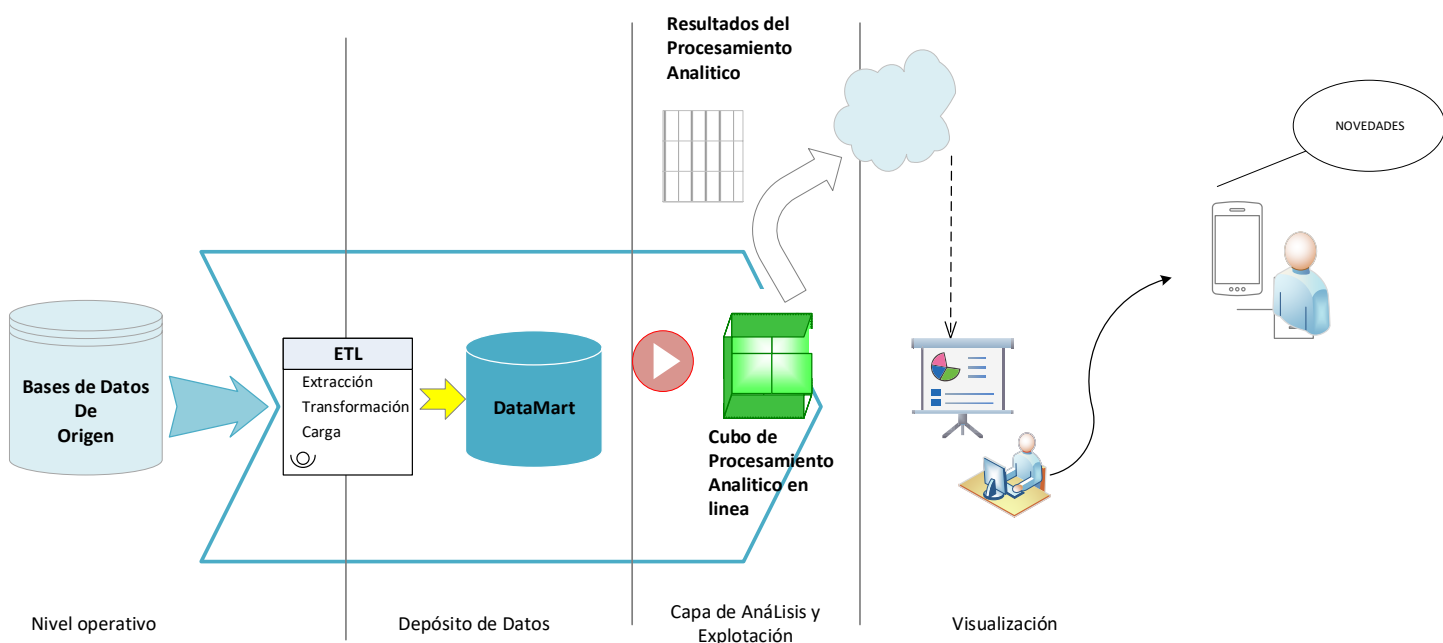 Resultados del
Procesamiento
Analitico
NOVEDADES
Bases de Datos
De
Origen
ETL
Extracción
Transformación
Carga
DataMart
Cubo de
Procesamiento
Analitico en
linea
Nivel operativo
Depósito de Datos
Capa de AnáLisis y
Explotación
Visualización